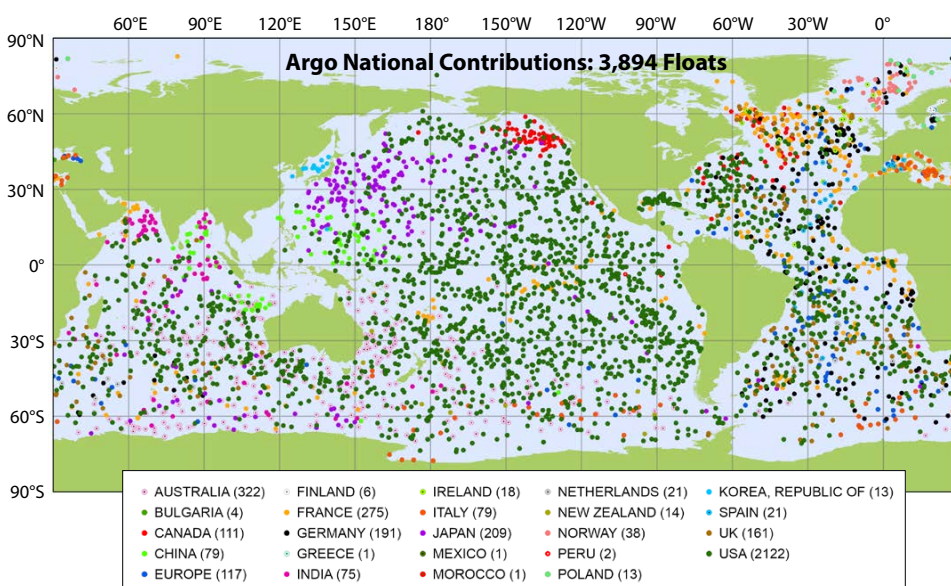 60°E 90°E 120°E 150°E 180° 150°W 120°W 90°W 60°W 30°W 0°
90°N
Argo National Contributions: 3,894 Floats
60°N
30°N
0°
30°S
60°S
90°S
AUSTRALIA (322) FINLAND (6) IRELAND (18) NETHERLANDS (21) KOREA, REPUBLIC OF (13)
BULGARIA (4) FRANCE (275) ITALY (79) NEW ZEALAND (14) SPAIN (21)
CANADA (111) GERMANY (191) JAPAN (209) NORWAY (38) UK (161)
CHINA (79) GREECE (1) MEXICO (1) PERU (2) USA (2122)
EUROPE (117) INDIA (75) MOROCCO (1) POLAND (13)